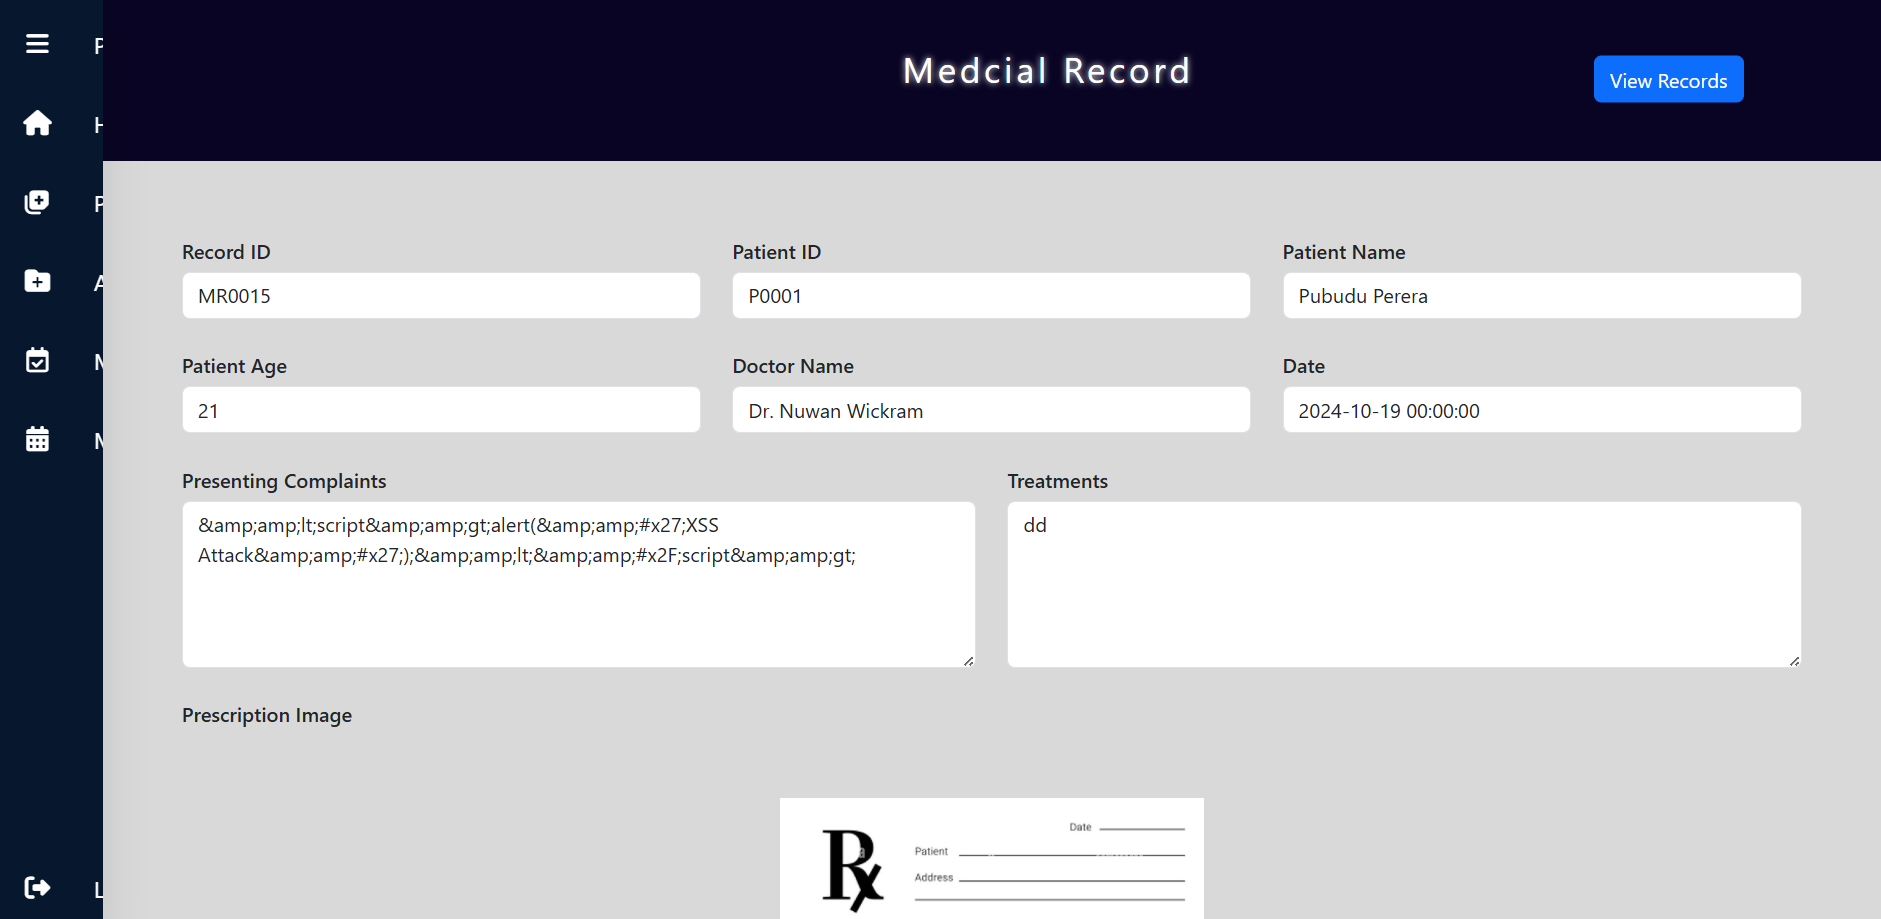 Medcial Record
View Records
Record ID
Patient ID
Patient Name
MR0015
P0001
Pubudu Perera
Patient Age
Doctor Name
Date
21
Dr. Nuwan Wickram
2024-10-19 00:00:00
Presenting Complaints
Treatments
&amp;amp;lt;script&amp;amp;gt;alert(&amp;amp;#x27;XSS
Attack&amp;amp;#x27;);&amp;amp;lt;&amp;amp;#x2F;script&amp;amp;gt;
dd
Prescription Image
Date
Rx
Patient
Address